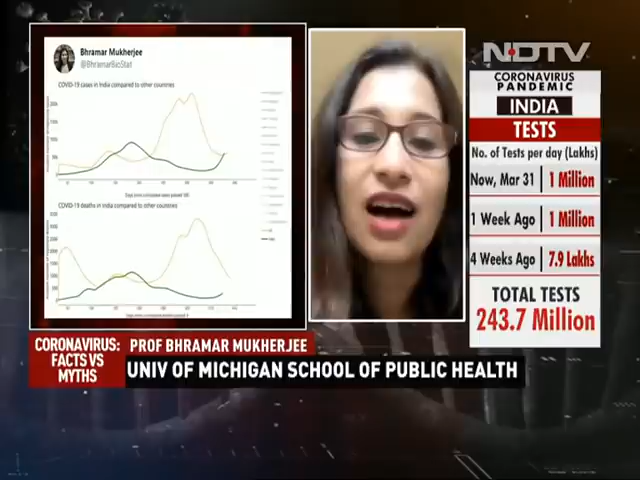 Bhramar Mukherjee
@BhramarBioStat
COVID-19 cases in India compared to other countries
COVID-19 deaths in India compared to other countries
NDTV
CORONAVIRUS
PANDEMIC
INDIA
TESTS
No. of Tests per day (Lakhs)
Now, Mar 31 1 Million
1 Week Ago 1 Million
4 Weeks Ago 7.9 Lakhs
TOTAL TESTS
243.7 Million
CORONAVIRUS:
FACTS VS
MYTHS
PROF BHRAMAR MUKHERJEE
UNIV OF MICHIGAN SCHOOL OF PUBLIC HEALTH